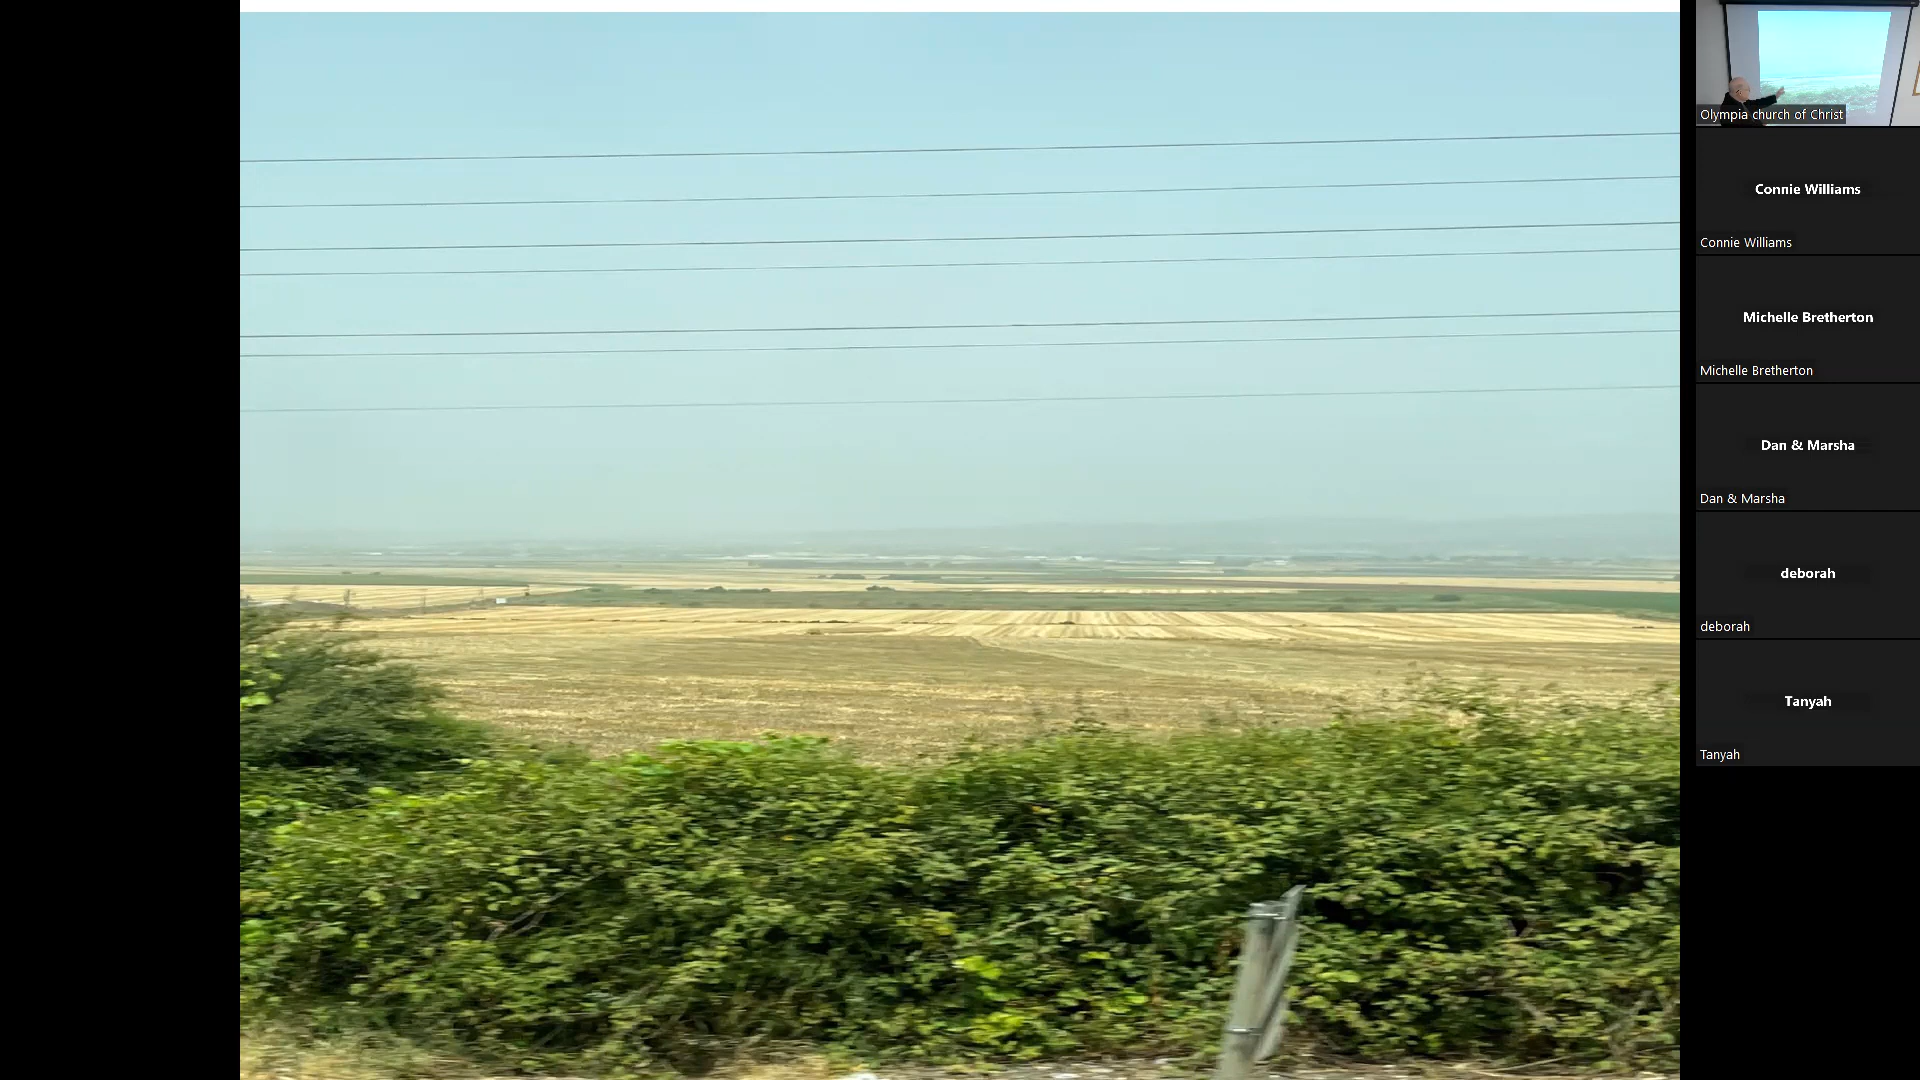 Olympia church of Christ
Connie Williams
Connie Williams
Michelle Bretherton
Michelle Bretherton
Dan & Marsha
Dan & Marsha
deborah
deborah
Tanyah
Tanyah